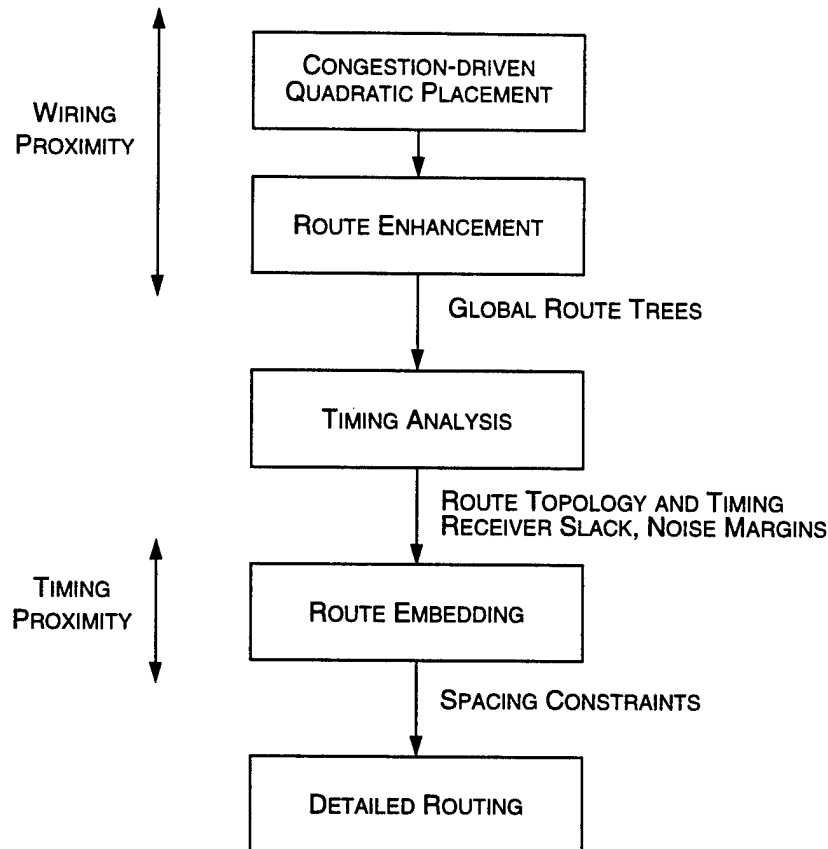 CONGESTION-DRIVEN
QUADRATIC PLACEMENT
WIRING
PROXIMITY
ROUTE ENHANCEMENT
GLOBAL ROUTE TREES
TIMING ANALYSIS
ROUTE TOPOLOGY AND TIMING
RECEIVER SLACK, NOISE MARGINS
TIMING
PROXIMITY
ROUTE EMBEDDING
SPACING CONSTRAINTS
DETAILED ROUTING